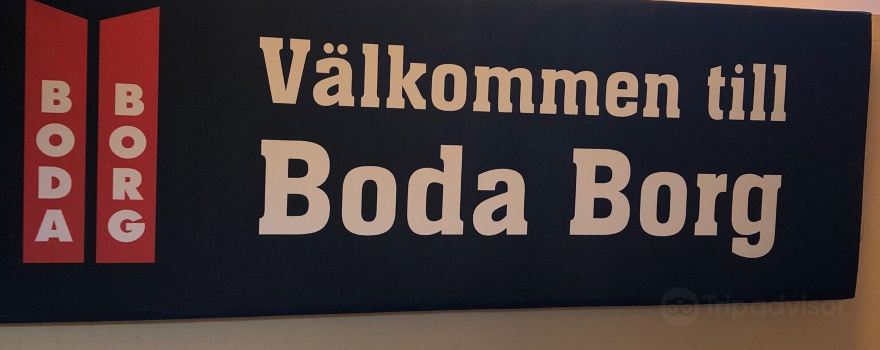 BODA
BORG
Välkommen till
Boda Borg
Tripadvisor